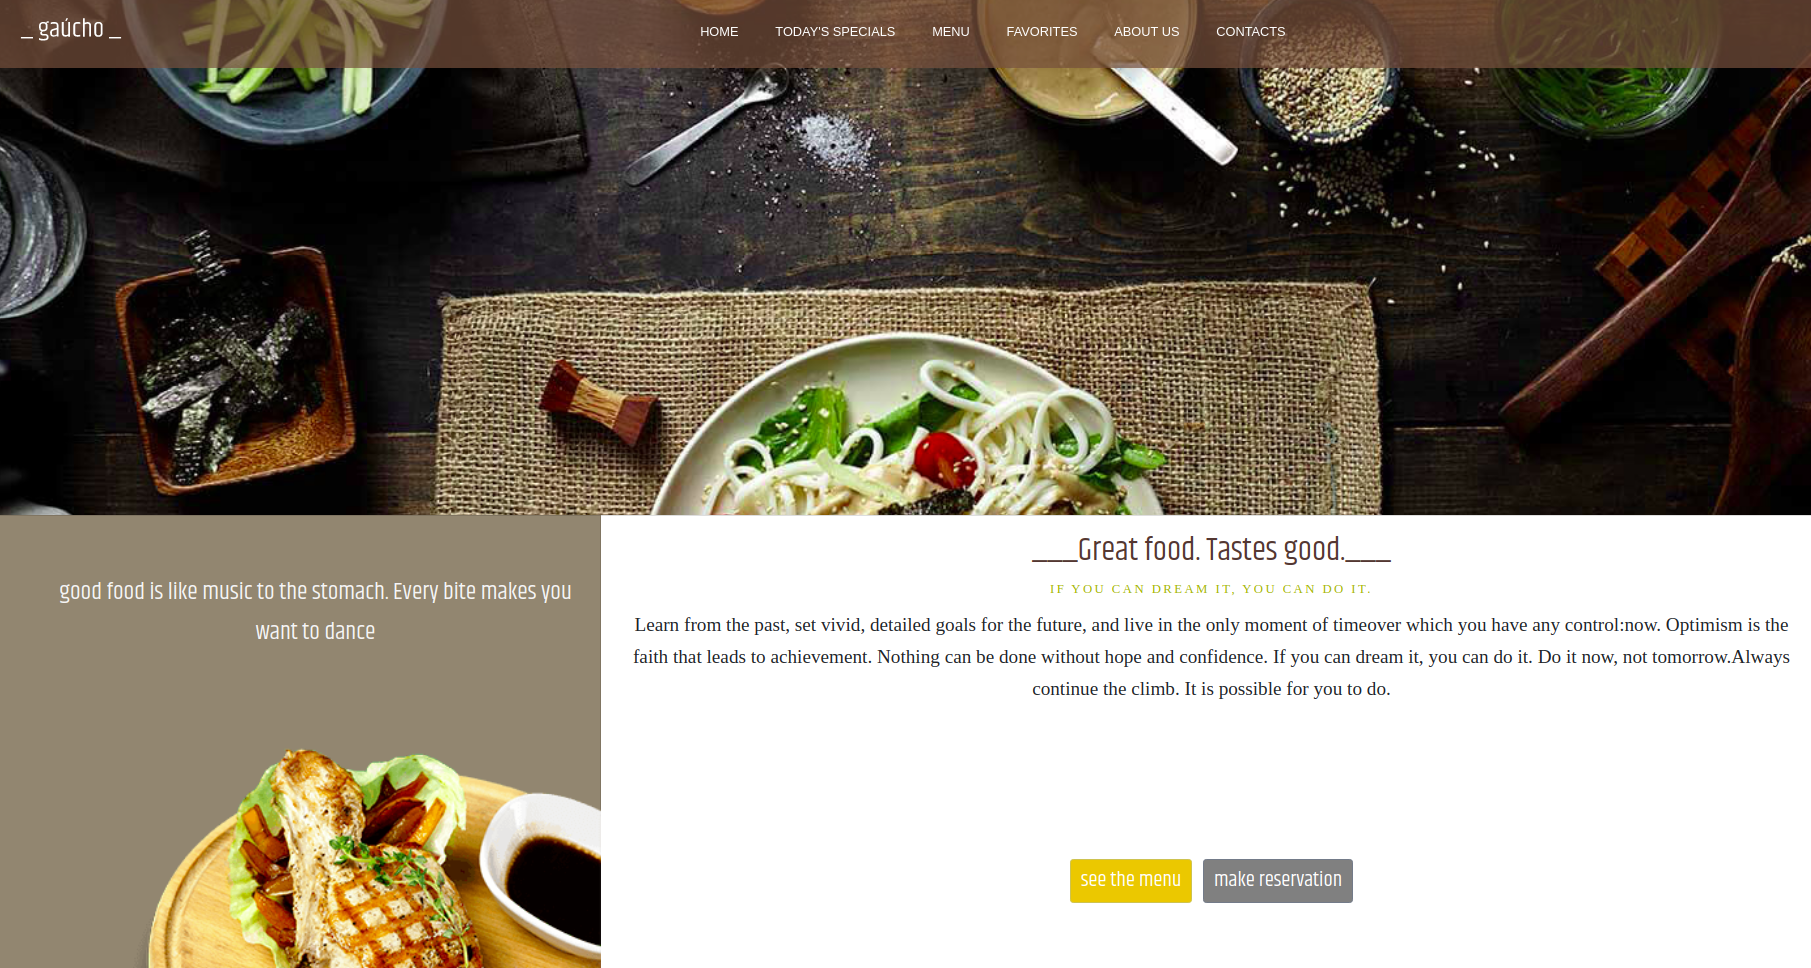 _ gaúcho _
HOME TODAY'S SPECIALS MENU FAVORITES ABOUT US CONTACTS
good food is like music to the stomach. Every bite makes you
want to dance
___Great food. Tastes good.___
IF YOU CAN DREAM IT, YOU CAN DO IT.
Learn from the past, set vivid, detailed goals for the future, and live in the only moment of timeover which you have any control:now. Optimism is the
faith that leads to achievement. Nothing can be done without hope and confidence. If you can dream it, you can do it. Do it now, not tomorrow.Always
continue the climb. It is possible for you to do.
see the menu make reservation